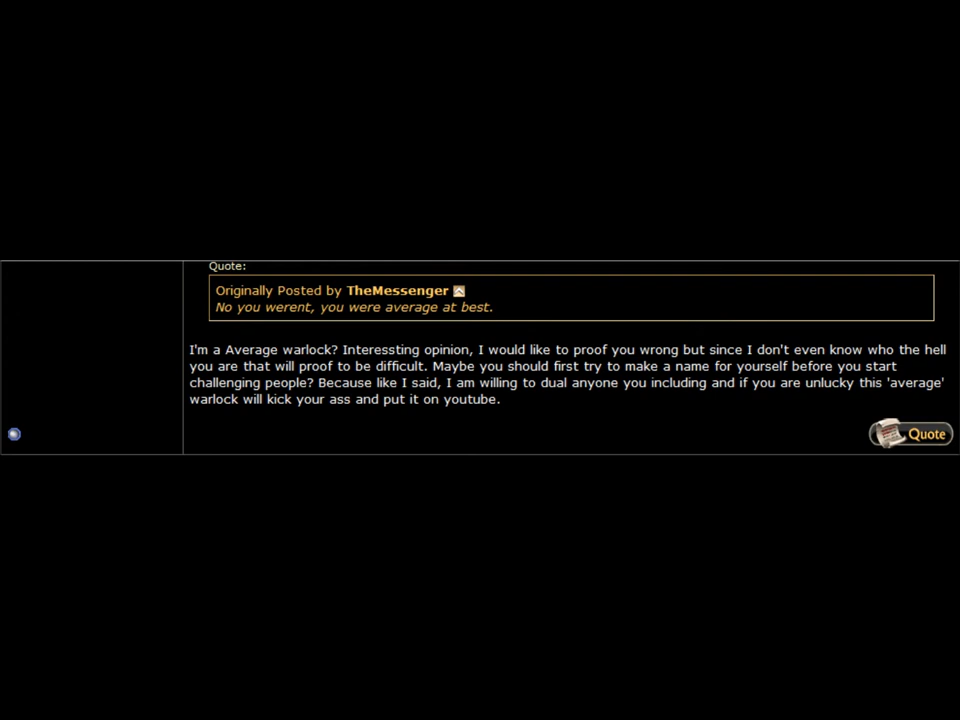 Quote:
Originally Posted by TheMessenger
No you werent, you were average at best.
I'm a Average warlock? Interessting opinion, I would like to proof you wrong but since I don't even know who the hell
you are that will proof to be difficult. Maybe you should first try to make a name for yourself before you start
challenging people? Because like I said, I am willing to dual anyone you including and if you are unlucky this 'average'
warlock will kick your ass and put it on youtube.
Quote